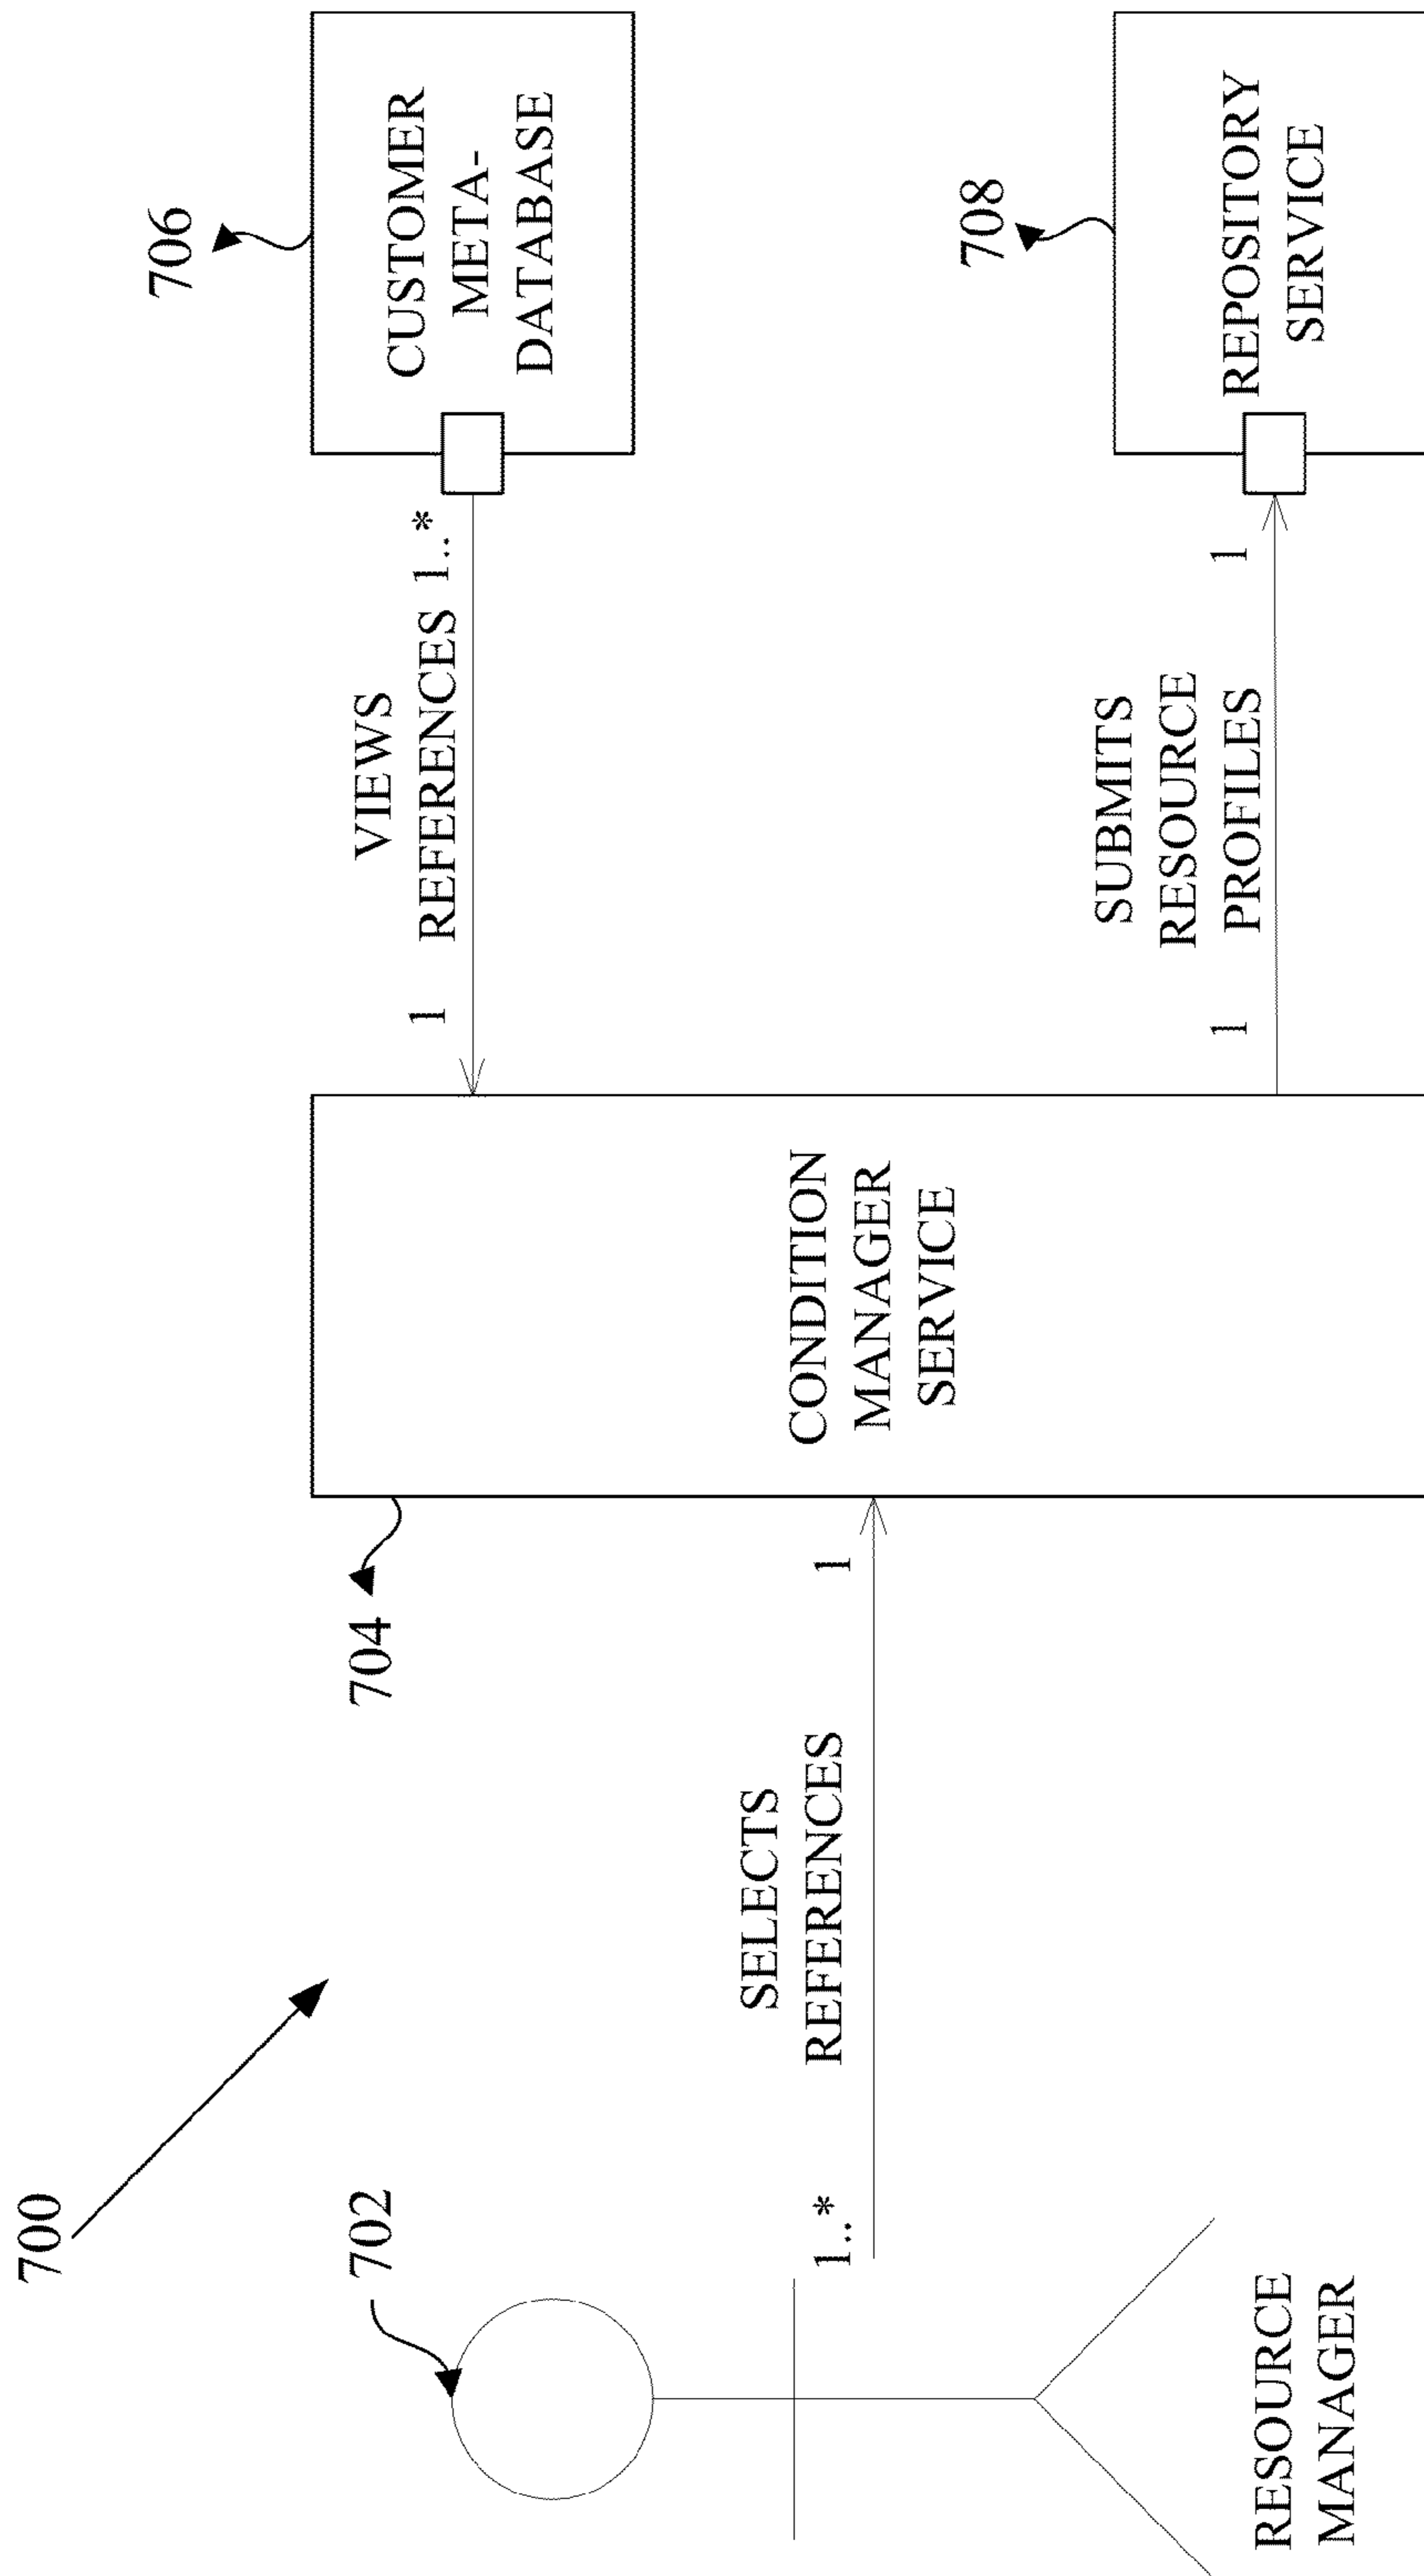 700
702
RESOURCE
MANAGER
1..*
SELECTS
REFERENCES
1
704
CONDITION
MANAGER
SERVICE
1
VIEWS
REFERENCES
1..*
706
CUSTOMER
META-
DATABASE
1
SUBMITS
RESOURCE
PROFILES
1
708
REPOSITORY
SERVICE